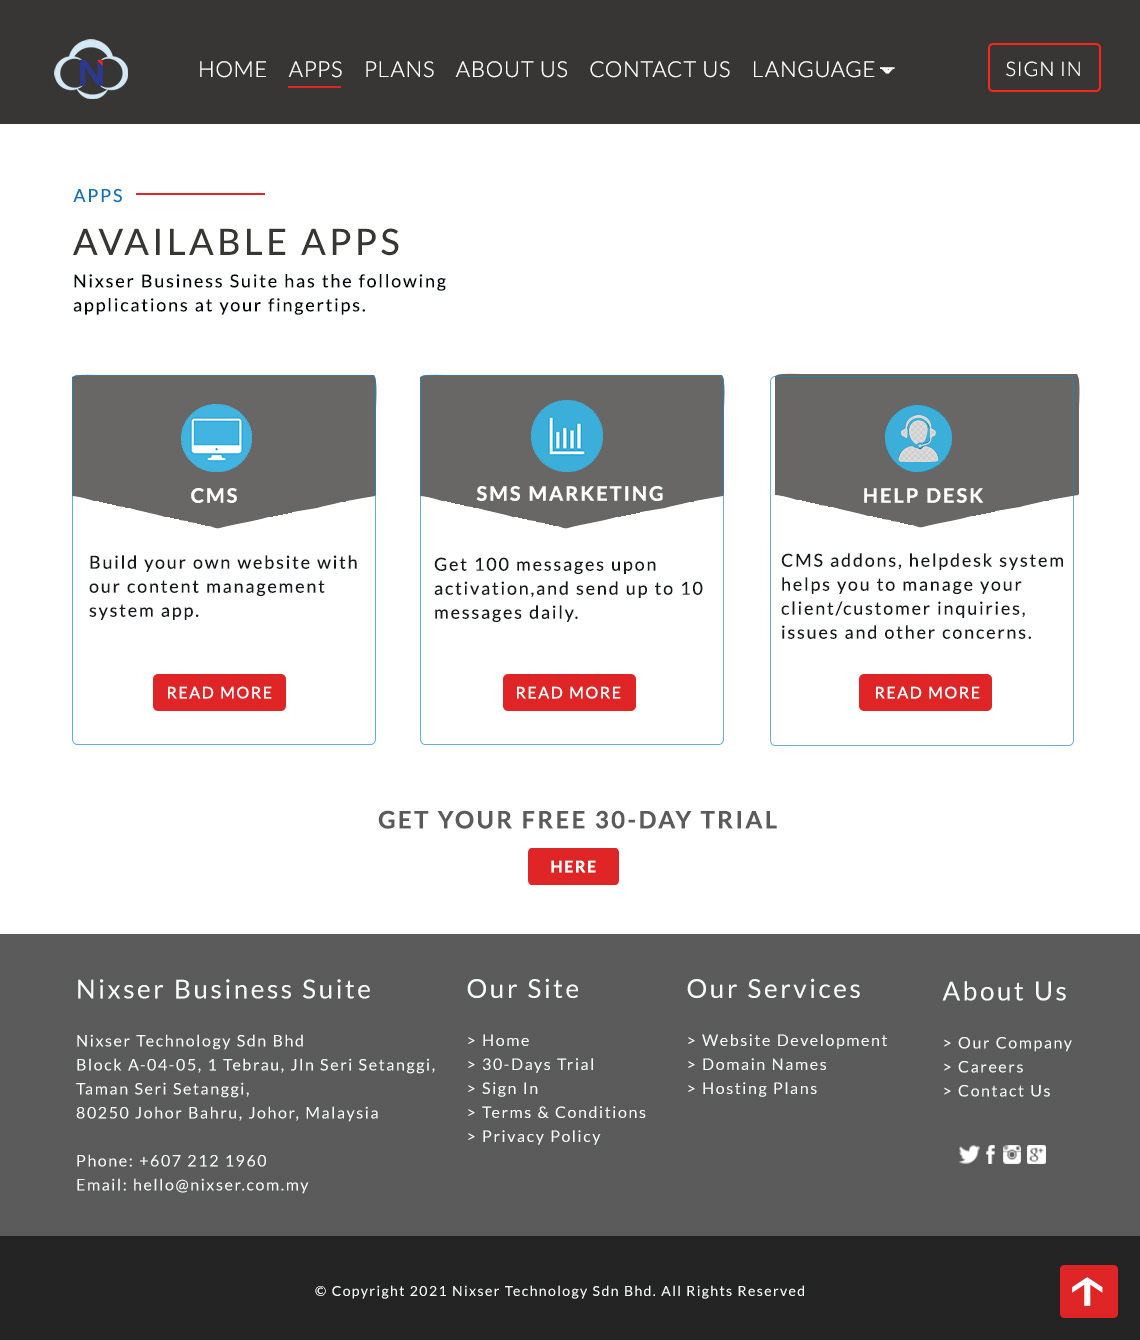 N
HOME APPS PLANS ABOUT US CONTACT US LANGUAGE
SIGN IN
APPS
AVAILABLE APPS
Nixser Business Suite has the following
applications at your fingertips.
CMS
Build your own website with
our content management
system app.
READ MORE
SMS MARKETING
Get 100 messages upon
activation,and send up to 10
messages daily.
READ MORE
HELP DESK
CMS addons, helpdesk system
helps you to manage your
client/customer inquiries,
issues and other concerns.
READ MORE
GET YOUR FREE 30-DAY TRIAL
HERE
Nixser Business Suite
Nixser Technology Sdn Bhd
Block A-04-05, 1 Tebrau, Jln Seri Setanggi,
Taman Seri Setanggi,
80250 Johor Bahru, Johor, Malaysia
Phone: +607 212 1960
Email: hello@nixser.com.my
Our Site
> Home
> 30-Days Trial
> Sign In
> Terms & Conditions
> Privacy Policy
Our Services
> Website Development
> Domain Names
> Hosting Plans
About Us
> Our Company
> Careers
> Contact Us
© Copyright 2021 Nixser Technology Sdn Bhd. All Rights Reserved